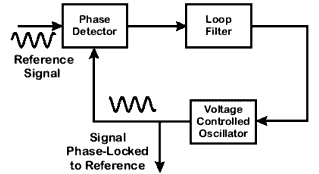 Phase
Detector
Loop
Filter
Reference
Signal
Voltage
Controlled
Oscillator
Signal
Phase-Locked
to Reference